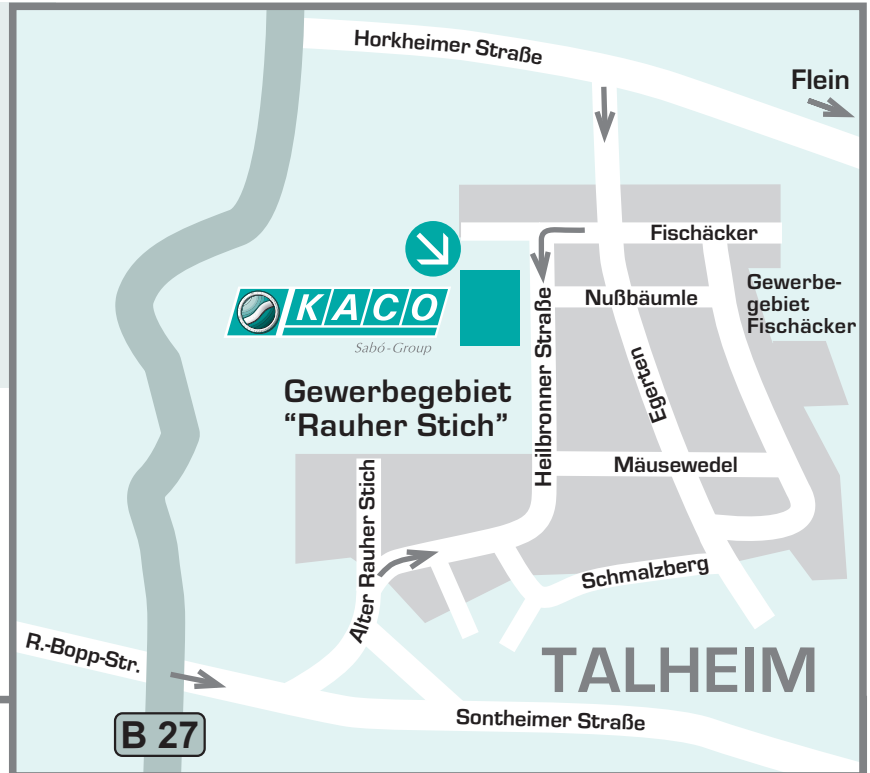 Horkheimer Straße
Flein
Fischäcker
Nußbäumle
Gewerbe-
gebiet
Fischäcker
KACO
Sabó-Group
Heilbronner Straße
Egerten
Gewerbegebiet
“Rauher Stich”
Mäusewedel
Alter Rauher Stich
Schmalzberg
R.-Bopp-Str.
TALHEIM
Sontheimer Straße
B 27